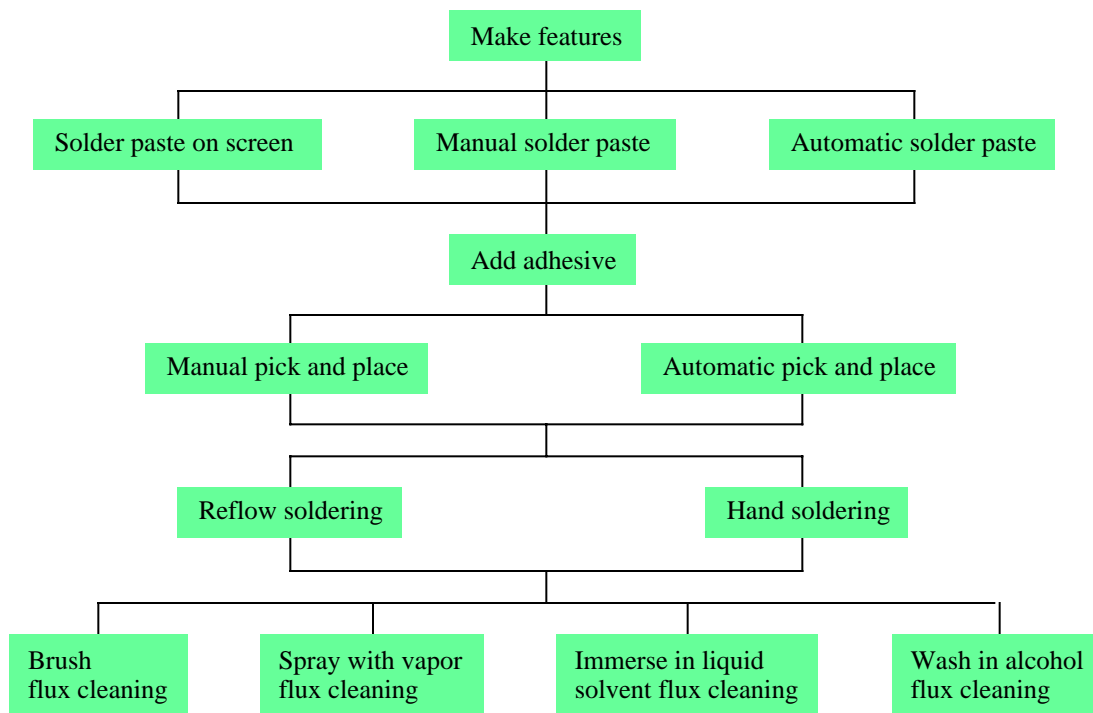 Make features
Solder paste on screen
Manual solder paste
Automatic solder paste
Add adhesive
Manual pick and place
Automatic pick and place
Reflow soldering
Hand soldering
Brush
flux cleaning
Spray with vapor
flux cleaning
Immerse in liquid
solvent flux cleaning
Wash in alcohol
flux cleaning